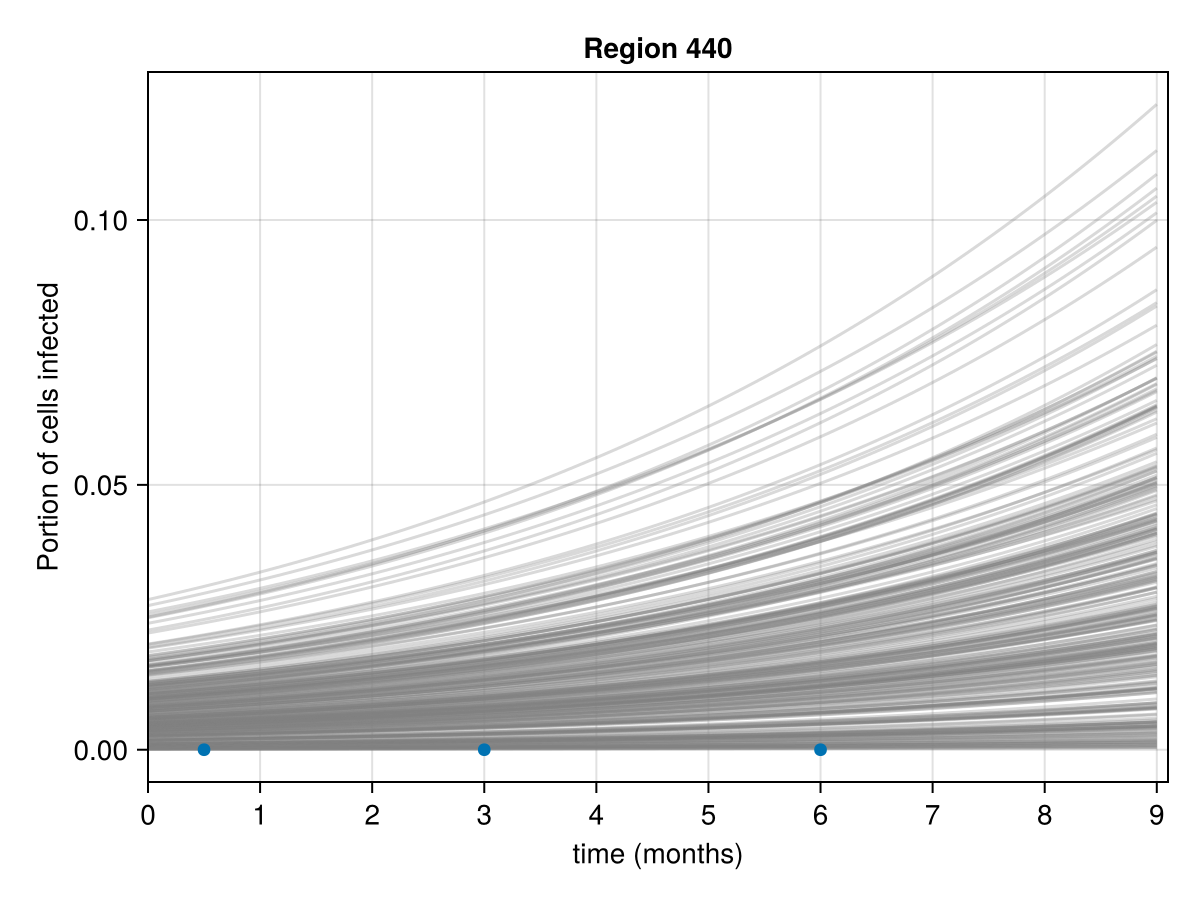 Region 440
Portion of cells infected
0.10
0.05
0.00
0 1 2 3 4 5 6 7 8 9
time (months)